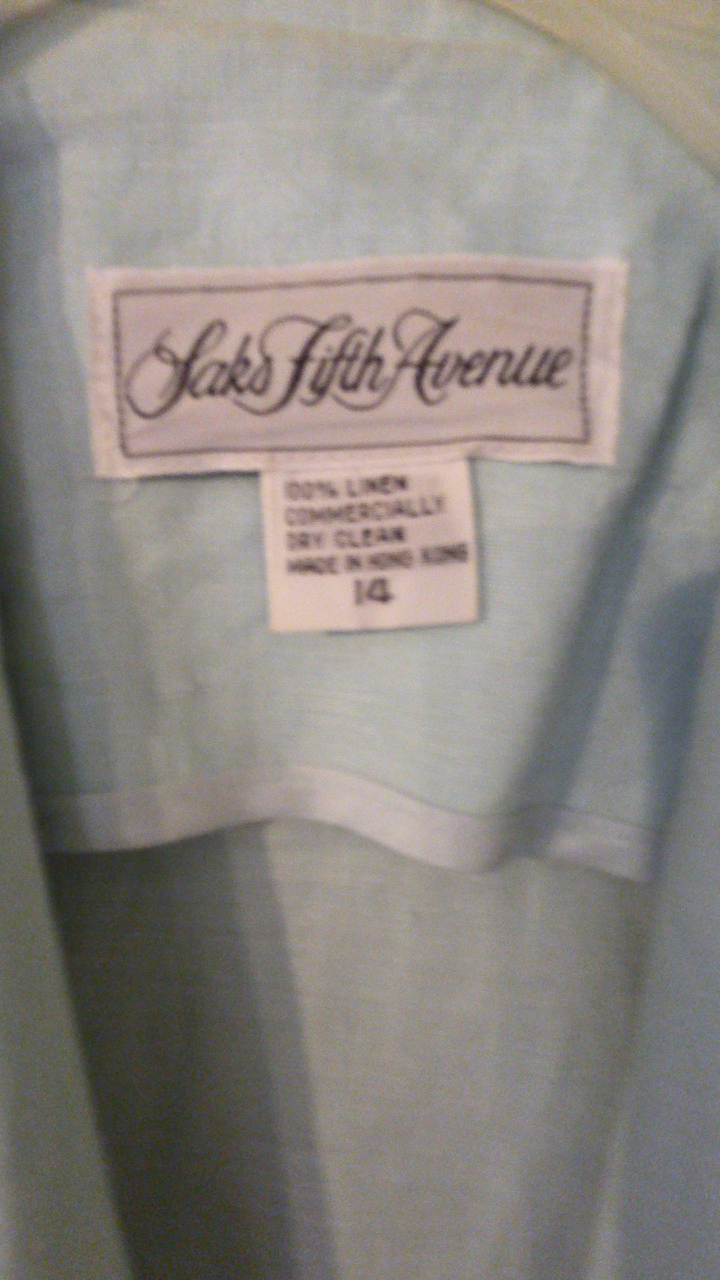 Saks Fifth Avenue
100% LINEN
COMMERCIALLY
DRY CLEAN
MADE IN HONG KONG
14